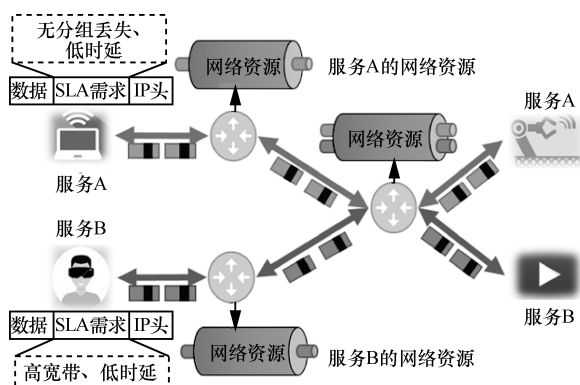 无分组丢失、
低时延
数据 SLA需求 IP头
网络资源
服务A的网络资源
服务A
网络资源
服务A
服务B
数据 SLA需求 IP头
高宽带、低时延
网络资源
服务B的网络资源
服务B